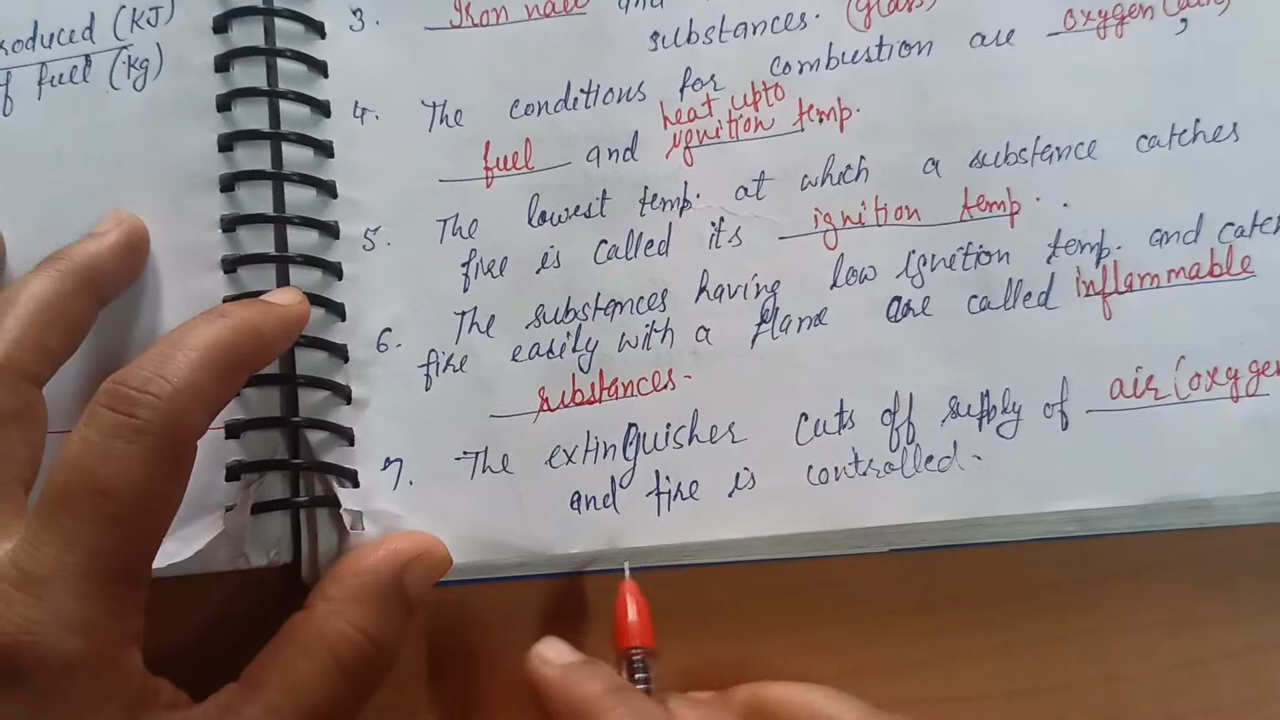 roduced (KJ)
f fuel (kg)
3. Iron nail and
substances. (glass)
4. The conditions for combustion are oxygen (air),
fuel and heat upto ignition temp.
5. The lowest temp. at which a substance catches
fire is called its ignition temp.
6. The substances having low ignition temp. and catch
fire easily with a flame are called inflammable
substances.
7. The extinguisher cuts off supply of air (oxygen
and fire is controlled.